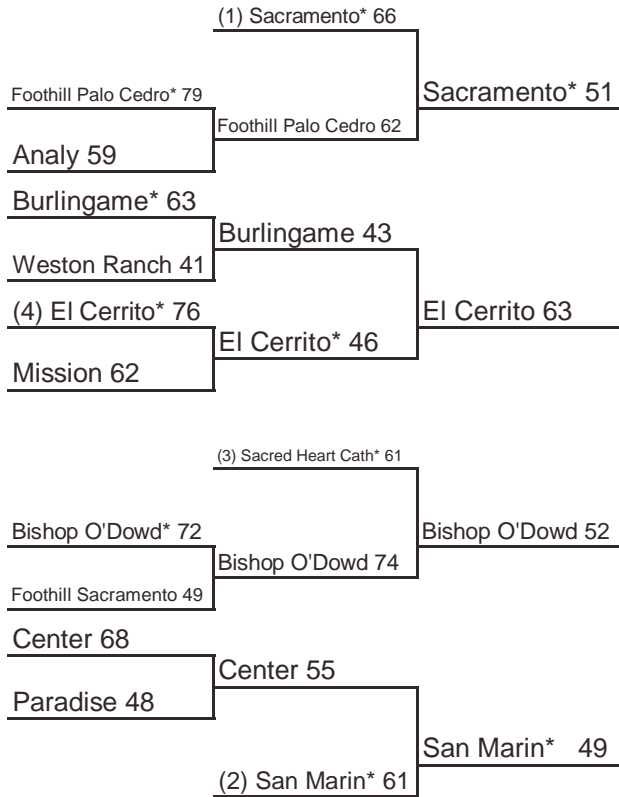 (1) Sacramento* 66
Foothill Palo Cedro* 79
Sacramento* 51
Foothill Palo Cedro 62
Analy 59
Burlingame* 63
Burlingame 43
Weston Ranch 41
(4) El Cerrito* 76
El Cerrito 63
El Cerrito* 46
Mission 62
(3) Sacred Heart Cath* 61
Bishop O'Dowd* 72
Bishop O'Dowd 52
Bishop O'Dowd 74
Foothill Sacramento 49
Center 68
Center 55
Paradise 48
San Marin* 49
(2) San Marin* 61